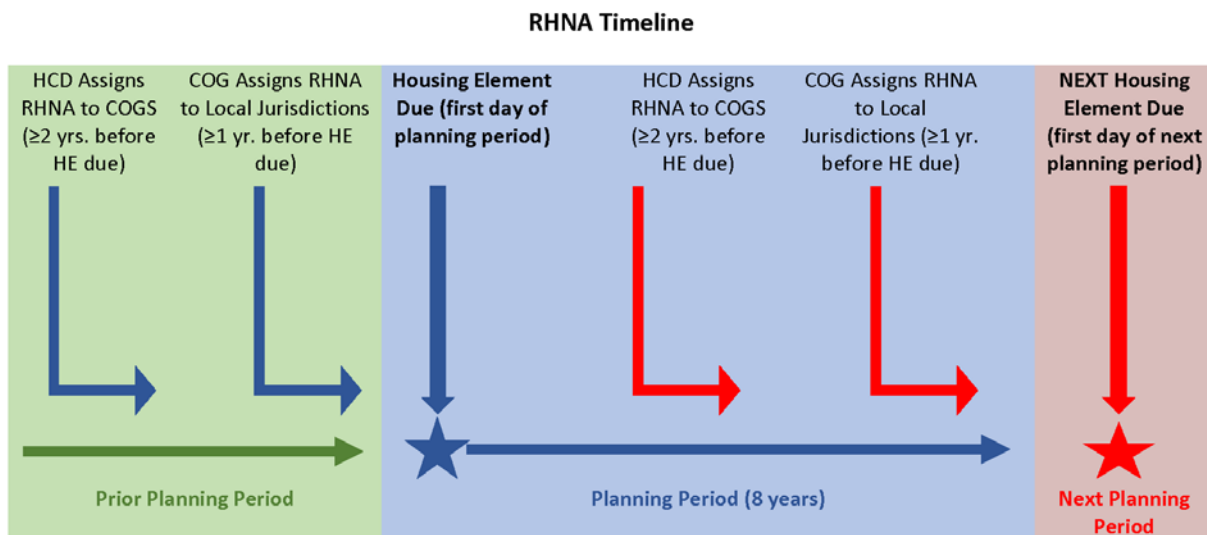 RHNA Timeline
HCD Assigns
RHNA to COGS
(≥2 yrs. before
HE due)
COG Assigns RHNA
to Local Jurisdictions
(≥1 yr. before HE
due)
Housing Element
Due (first day of
planning period)
HCD Assigns
RHNA to COGS
(≥2 yrs. before
HE due)
COG Assigns RHNA
to Local
Jurisdictions (≥1 yr.
before HE due)
NEXT Housing
Element Due
(first day of next
planning period)
Prior Planning Period
Planning Period (8 years)
Next Planning
Period